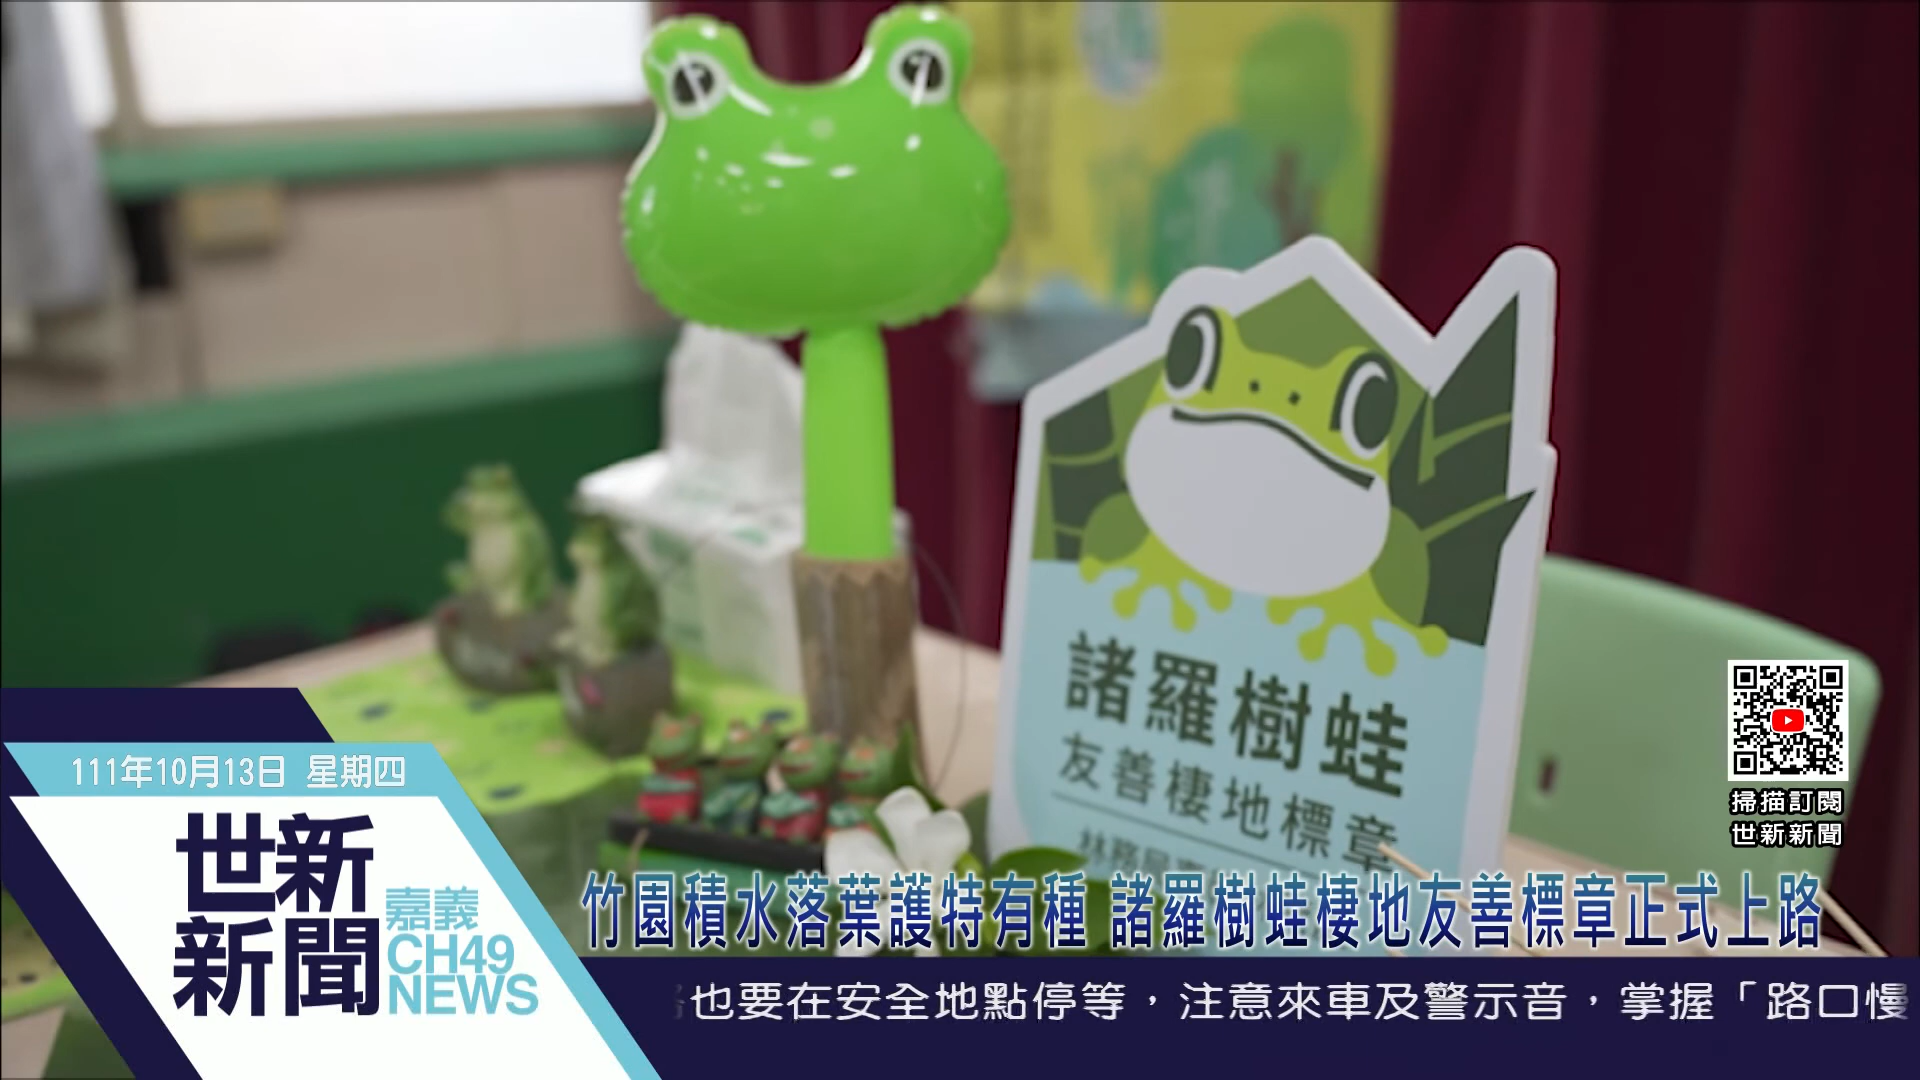 諸羅樹蛙
友善棲地標章
林務局嘉
掃描訂閱
世新新聞
111年10月13日 星期四
世新
新聞
嘉義
CH49
NEWS
竹園積水落葉護特有種 諸羅樹蛙棲地友善標章正式上路
也要在安全地點停等，注意來車及警示音，掌握「路口慢